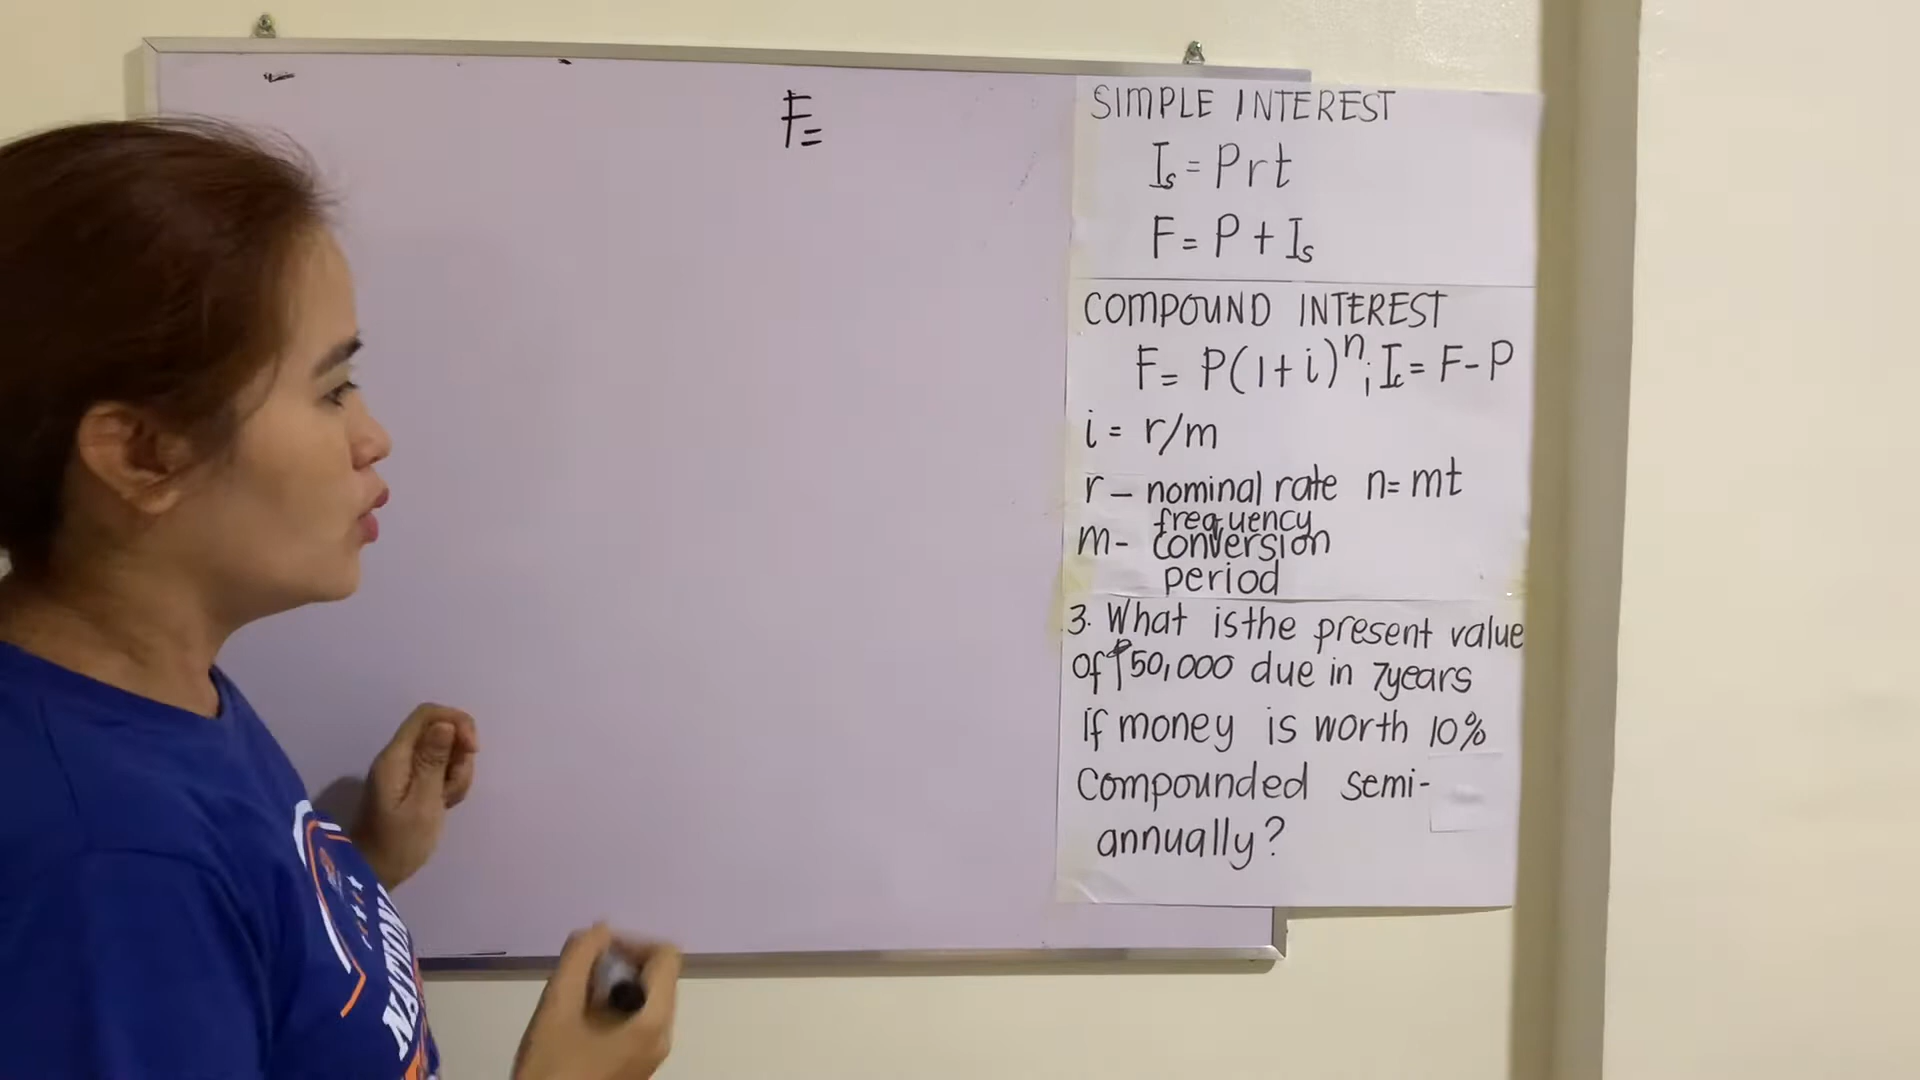 F=
SIMPLE INTEREST
Is = Prt
F = P + Is
COMPOUND INTEREST
F = P(1+i)^n; Ic = F-P
i = r/m
r - nominal rate n = mt
m- frequency
conversion
period
3. What is the present value
of ₱50,000 due in 7years
if money is worth 10%
compounded semi-
annually?